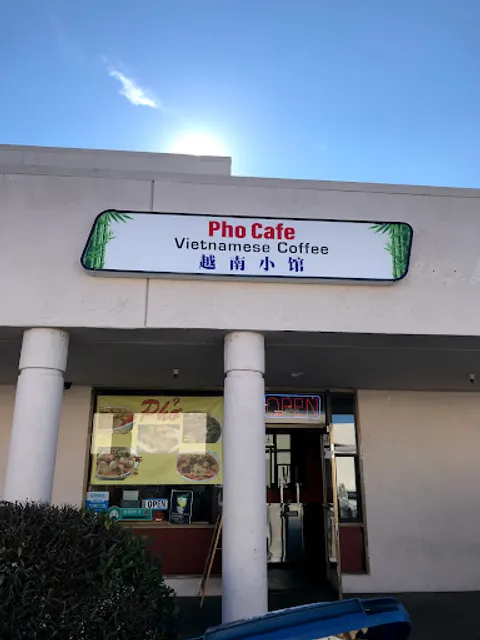 Pho Cafe
Vietnamese Coffee
越南小馆
Phở
OPEN
OPEN